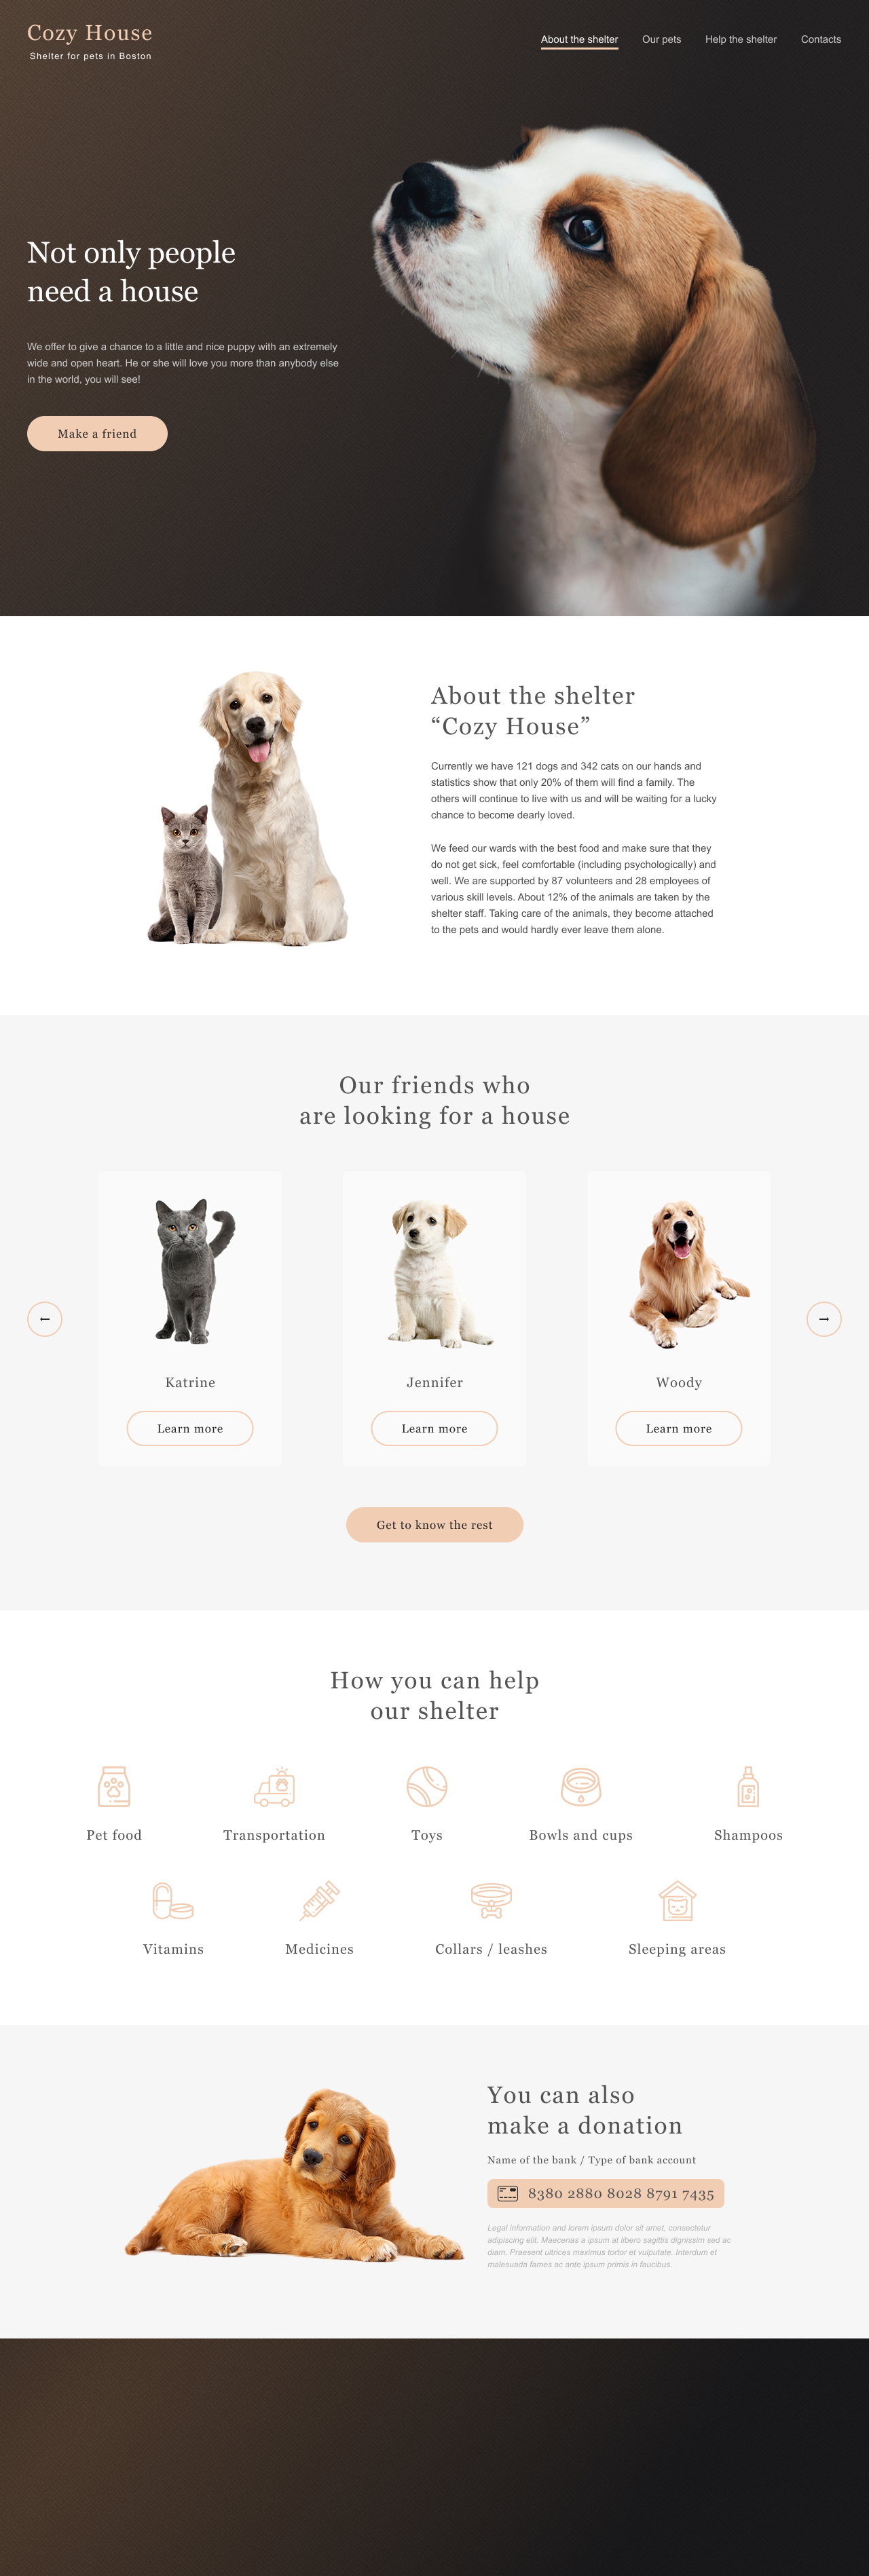 Cozy House
Shelter for pets in Boston
About the shelter
Our pets
Help the shelter
Contacts
Not only people
need a house
We offer to give a chance to a little and nice puppy with an extremely
wide and open heart. He or she will love you more than anybody else
in the world, you will see!
Make a friend
About the shelter
“Cozy House”
Currently we have 121 dogs and 342 cats on our hands and
statistics show that only 20% of them will find a family. The
others will continue to live with us and will be waiting for a lucky
chance to become dearly loved.
We feed our wards with the best food and make sure that they
do not get sick, feel comfortable (including psychologically) and
well. We are supported by 87 volunteers and 28 employees of
various skill levels. About 12% of the animals are taken by the
shelter staff. Taking care of the animals, they become attached
to the pets and would hardly ever leave them alone.
Our friends who
are looking for a house
Katrine
Learn more
Jennifer
Learn more
Woody
Learn more
Get to know the rest
How you can help
our shelter
Pet food
Transportation
Toys
Bowls and cups
Shampoos
Vitamins
Medicines
Collars / leashes
Sleeping areas
You can also
make a donation
Name of the bank / Type of bank account
8380 2880 8028 8791 7435
Legal information and lorem ipsum dolor sit amet, consectetur
adipiscing elit. Maecenas a ipsum at libero sagittis dignissim sed ac
diam. Praesent ultrices maximus tortor et vulputate. Interdum et
malesuada fames ac ante ipsum primis in faucibus.